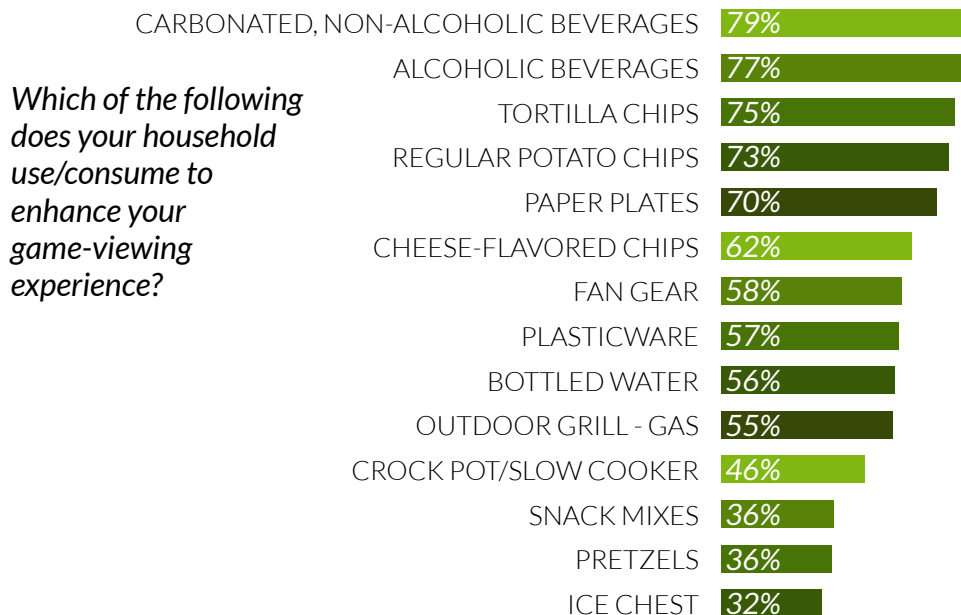 CARBONATED, NON-ALCOHOLIC BEVERAGES 79%
ALCOHOLIC BEVERAGES 77%
Which of the following
does your household
use/consume to
enhance your
game-viewing
experience?
TORTILLA CHIPS 75%
REGULAR POTATO CHIPS 73%
PAPER PLATES 70%
CHEESE-FLAVORED CHIPS 62%
FAN GEAR 58%
PLASTICWARE 57%
BOTTLED WATER 56%
OUTDOOR GRILL - GAS 55%
CROCK POT/SLOW COOKER 46%
SNACK MIXES 36%
PRETZELS 36%
ICE CHEST 32%